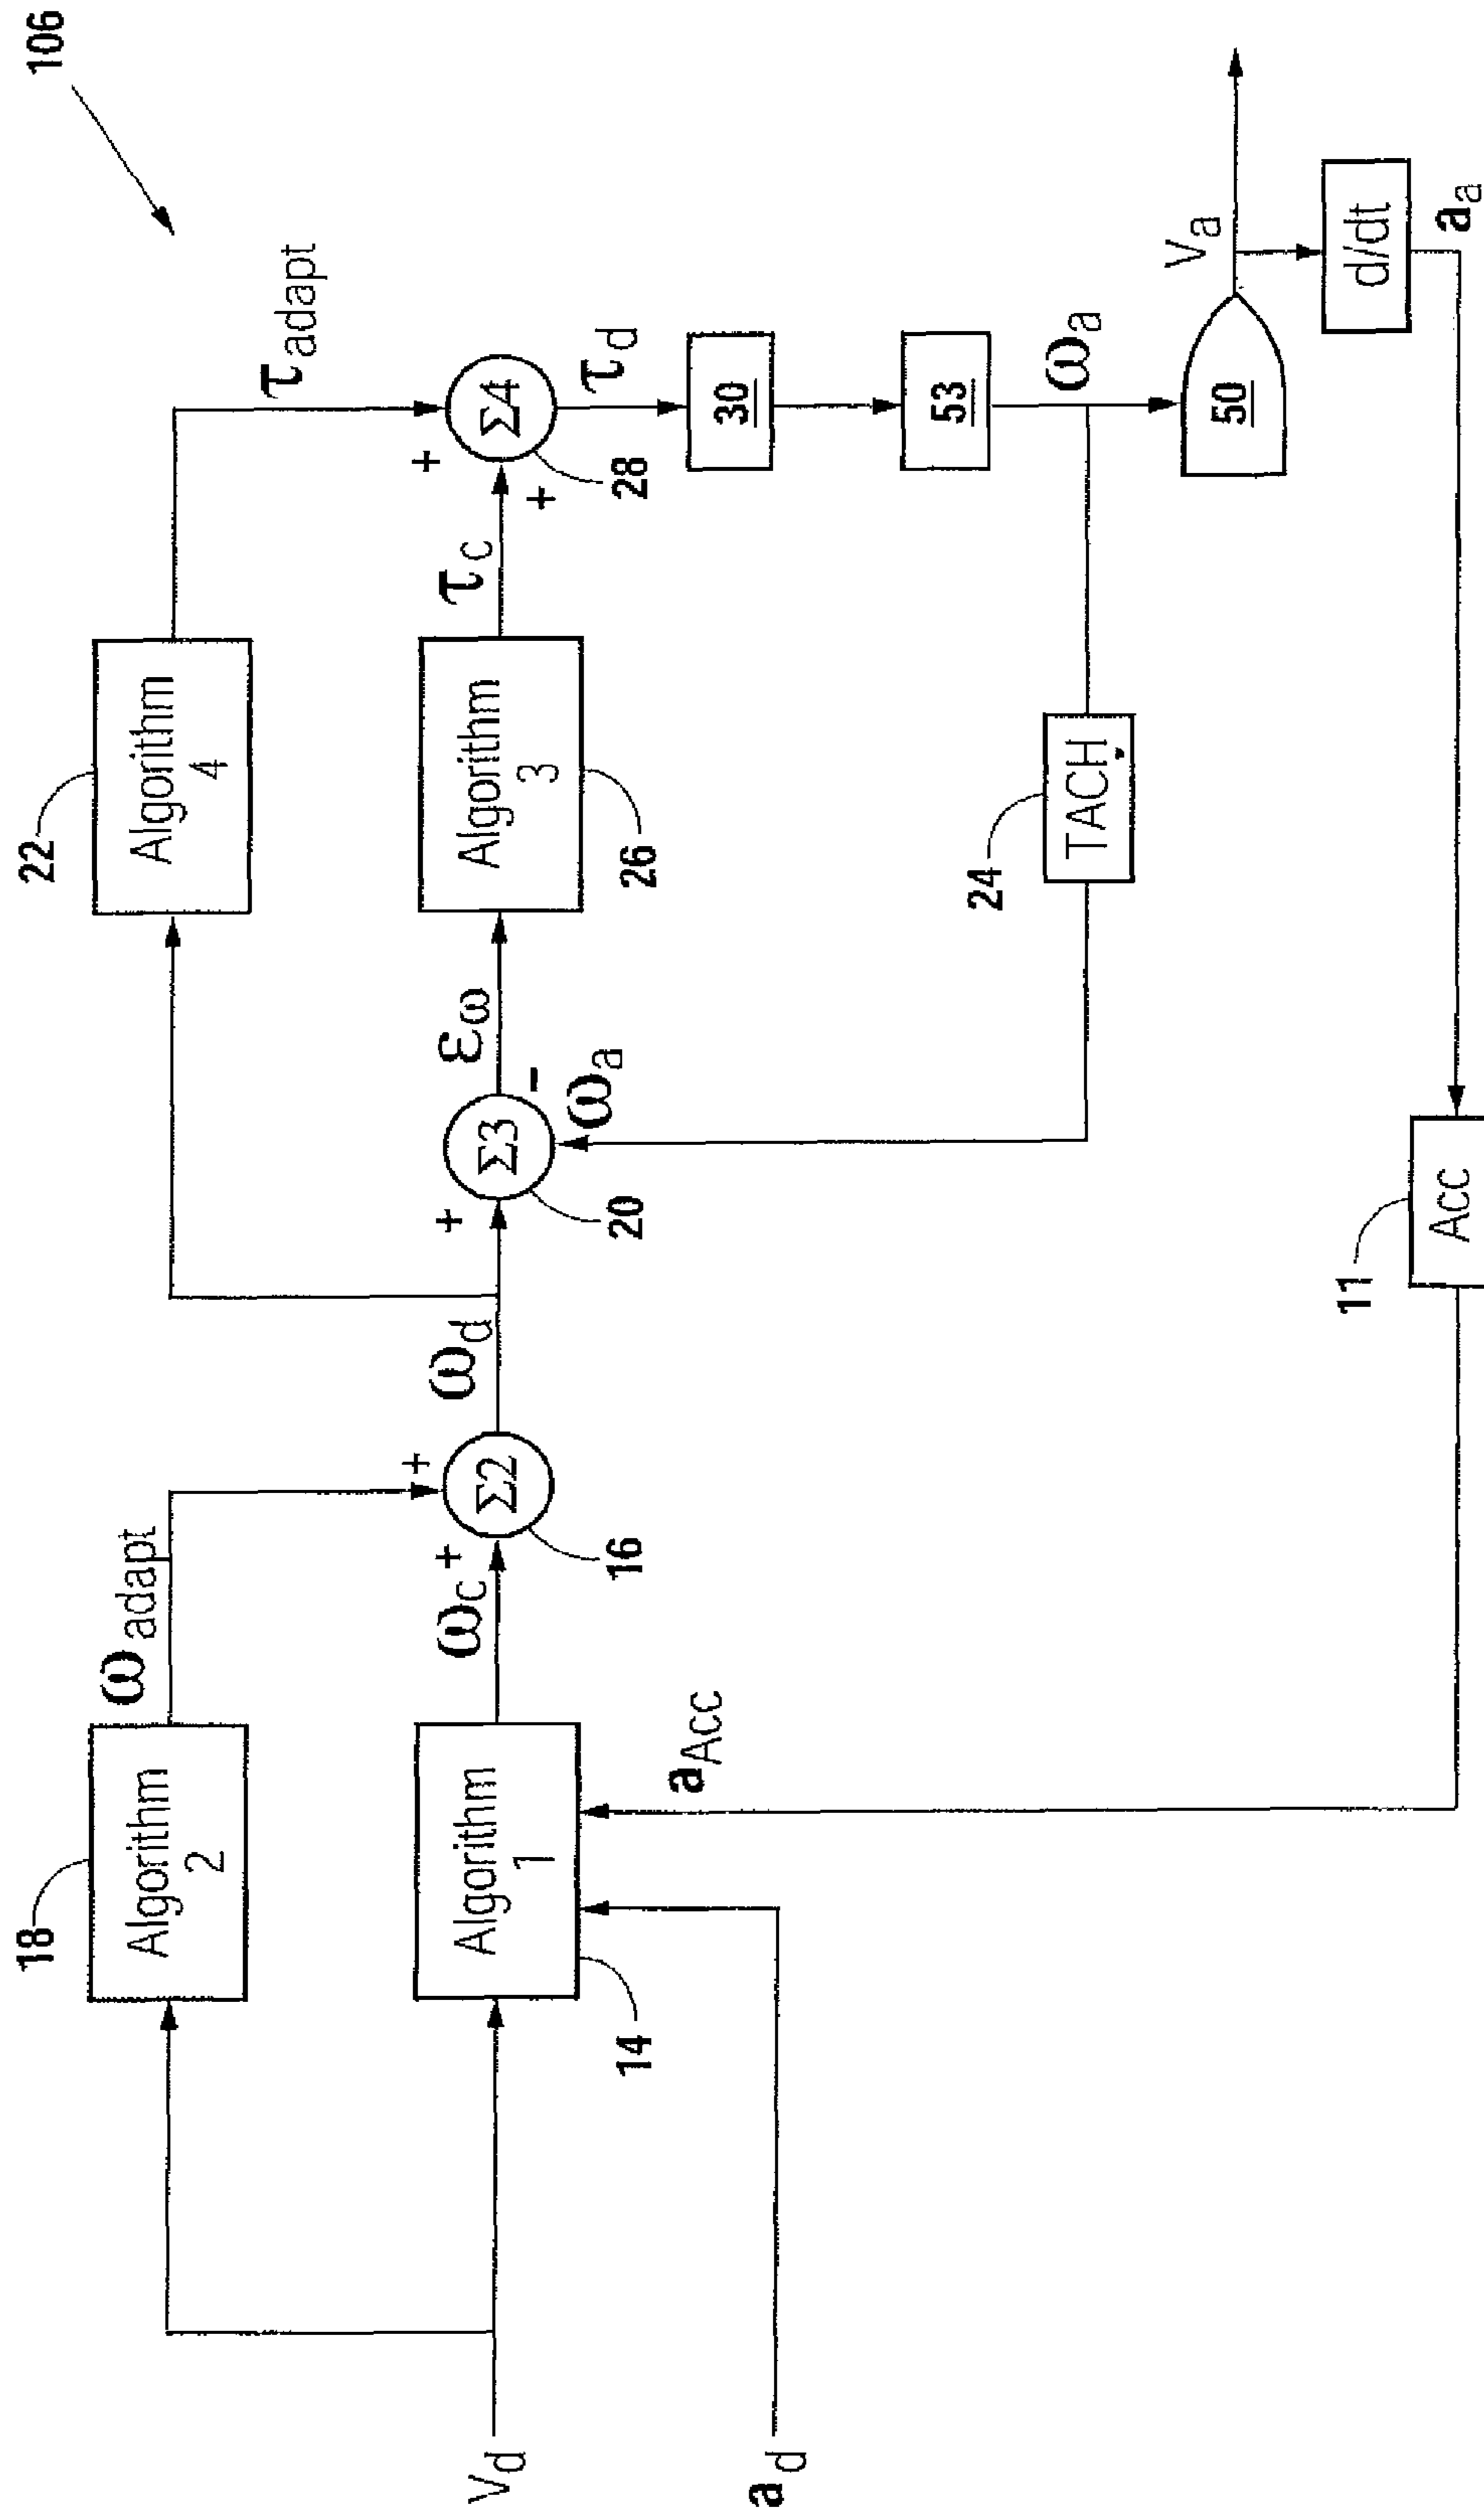 106
22
Algorithm
4
τadapt
18
Algorithm
2
ωadapt
Vd
Algorithm
1
14
ωc
+
+
Σ2
16
ωd
+
Σ3
20
-
ωa
εω
Algorithm
3
26
τc
+
+
Σ4
28
τd
30
53
ωa
50
Va
d/dt
aa
24
TACH
ad
aAcc
11
Acc